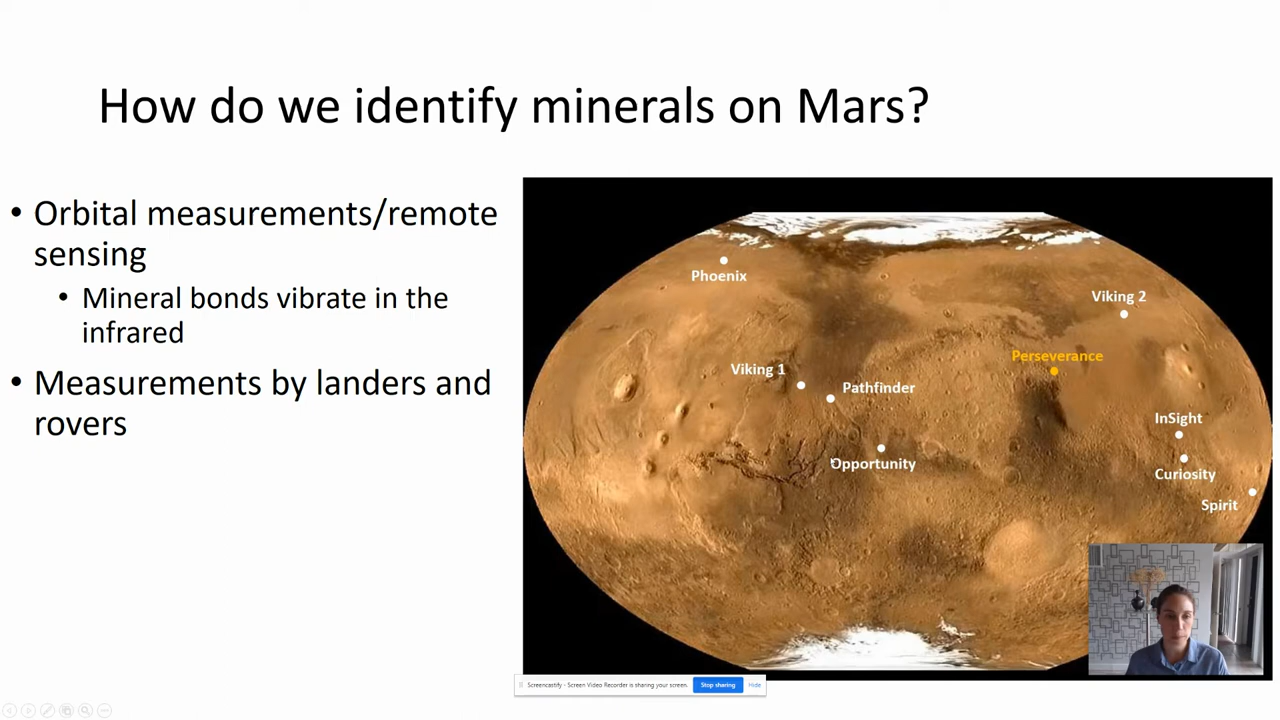 How do we identify minerals on Mars?
• Orbital measurements/remote
sensing
• Mineral bonds vibrate in the
infrared
• Measurements by landers and
rovers
Phoenix
Viking 2
Perseverance
Viking 1
Pathfinder
InSight
Opportunity
Curiosity
Spirit
Screencastify - Screen Video Recorder is sharing your screen. Stop sharing Hide